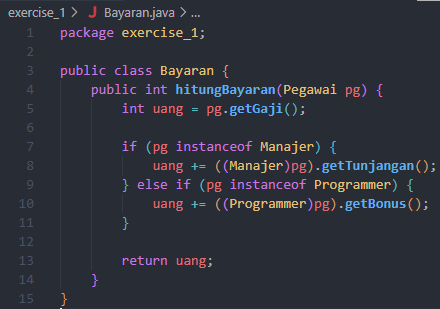 exercise_1 > J Bayaran.java > ...
1 package exercise_1;
2
3 public class Bayaran {
4     public int hitungBayaran(Pegawai pg) {
5         int uang = pg.getGaji();
6
7         if (pg instanceof Manajer) {
8             uang += ((Manajer)pg).getTunjangan();
9         } else if (pg instanceof Programmer) {
10             uang += ((Programmer)pg).getBonus();
11         }
12
13         return uang;
14     }
15 }